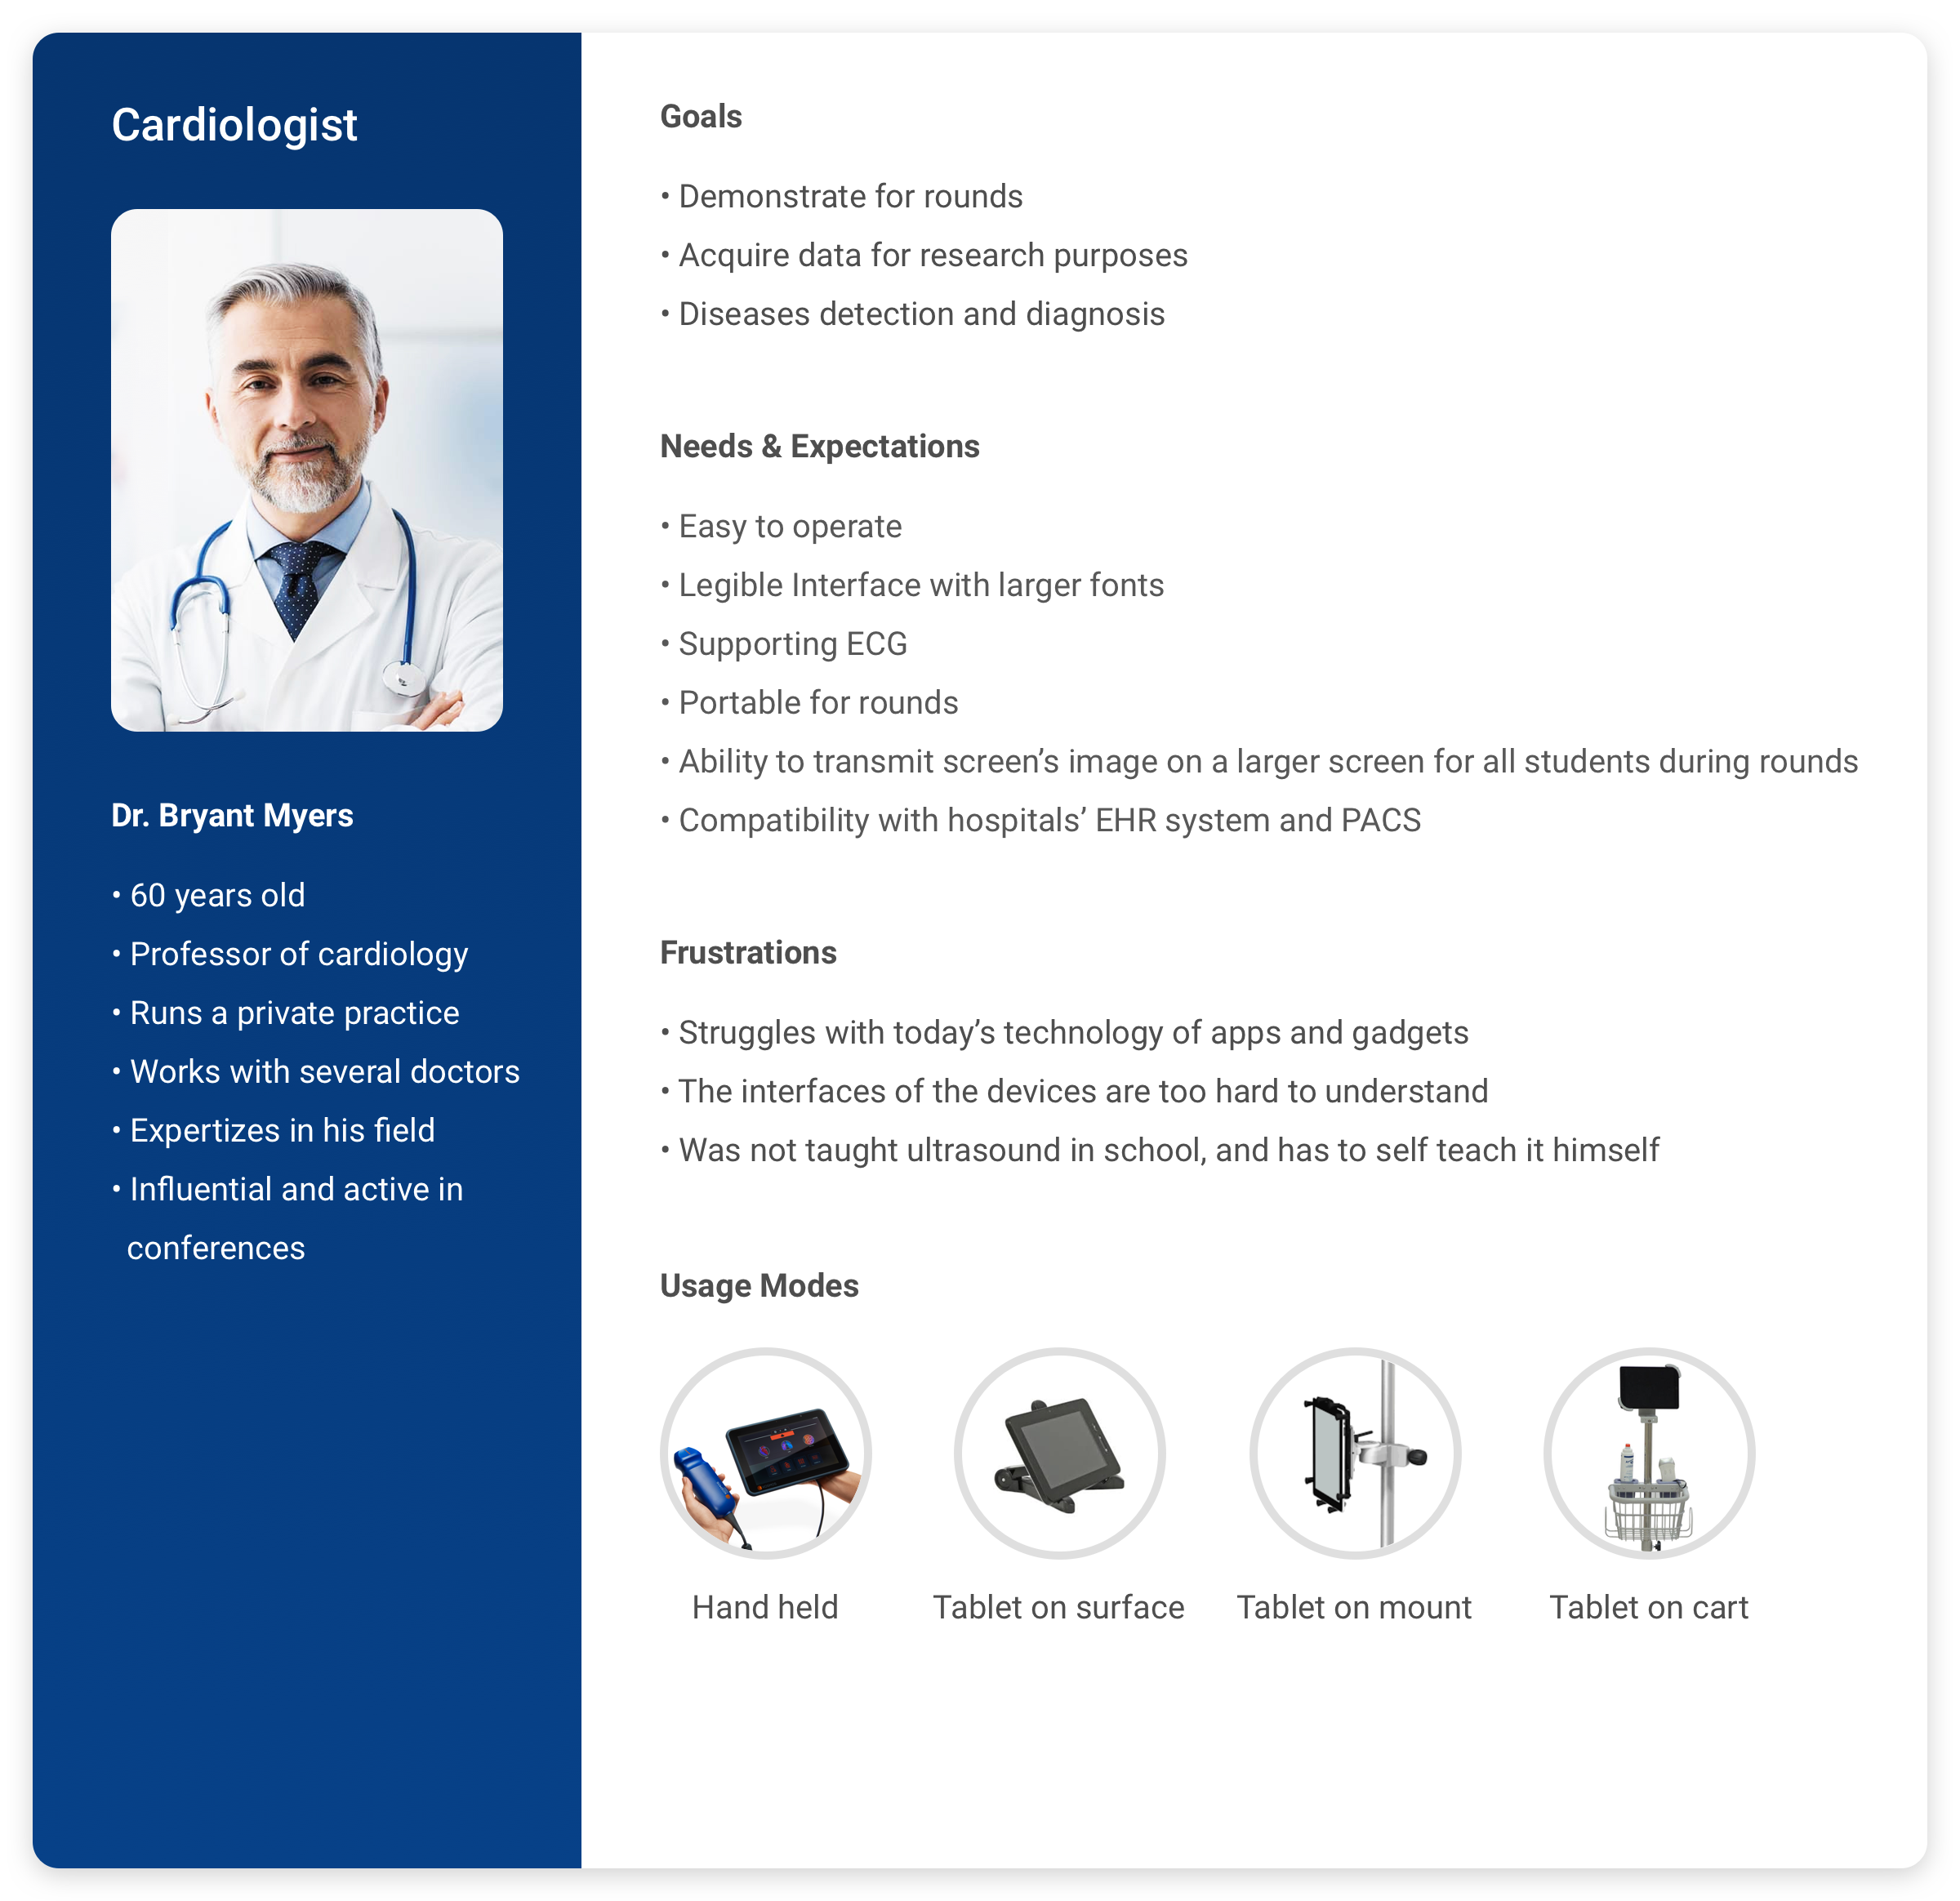 Cardiologist
Dr. Bryant Myers
• 60 years old
• Professor of cardiology
• Runs a private practice
• Works with several doctors
• Expertizes in his field
• Influential and active in
conferences
Goals
• Demonstrate for rounds
• Acquire data for research purposes
• Diseases detection and diagnosis
Needs & Expectations
• Easy to operate
• Legible Interface with larger fonts
• Supporting ECG
• Portable for rounds
• Ability to transmit screen’s image on a larger screen for all students during rounds
• Compatibility with hospitals’ EHR system and PACS
Frustrations
• Struggles with today’s technology of apps and gadgets
• The interfaces of the devices are too hard to understand
• Was not taught ultrasound in school, and has to self teach it himself
Usage Modes
Hand held
Tablet on surface
Tablet on mount
Tablet on cart